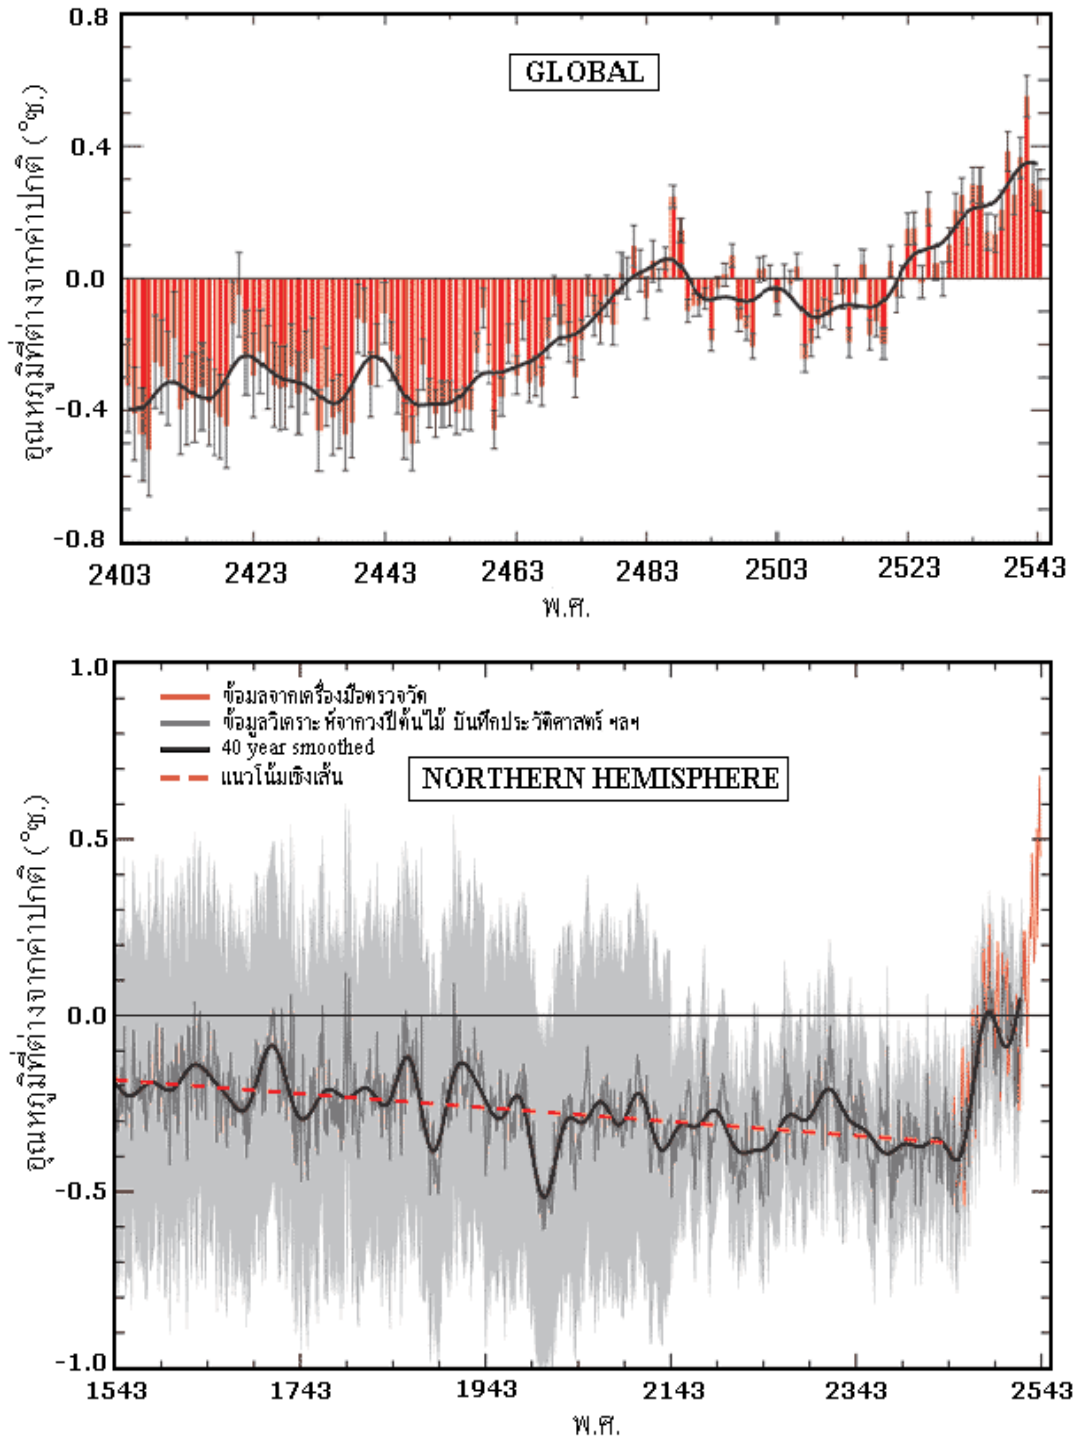 0.8
GLOBAL
0.4
0.0
-0.4
-0.8
อุณหภูมิที่ต่างจากค่าปกติ (°ซ.)
2403 2423 2443 2463 2483 2503 2523 2543
พ.ศ.
1.0
ข้อมลจากเครื่องมือตรวจวัด
ข้อมูลวิเคราะห์จากวงปีต้นไม้ บันทึกประวัติศาสตร์ ฯลฯ
40 year smoothed
แนวโน้มเชิงเส้น
NORTHERN HEMISPHERE
0.5
0.0
-0.5
-1.0
อุณหภูมิที่ต่างจากค่าปกติ (°ซ.)
1543 1743 1943 2143 2343 2543
พ.ศ.